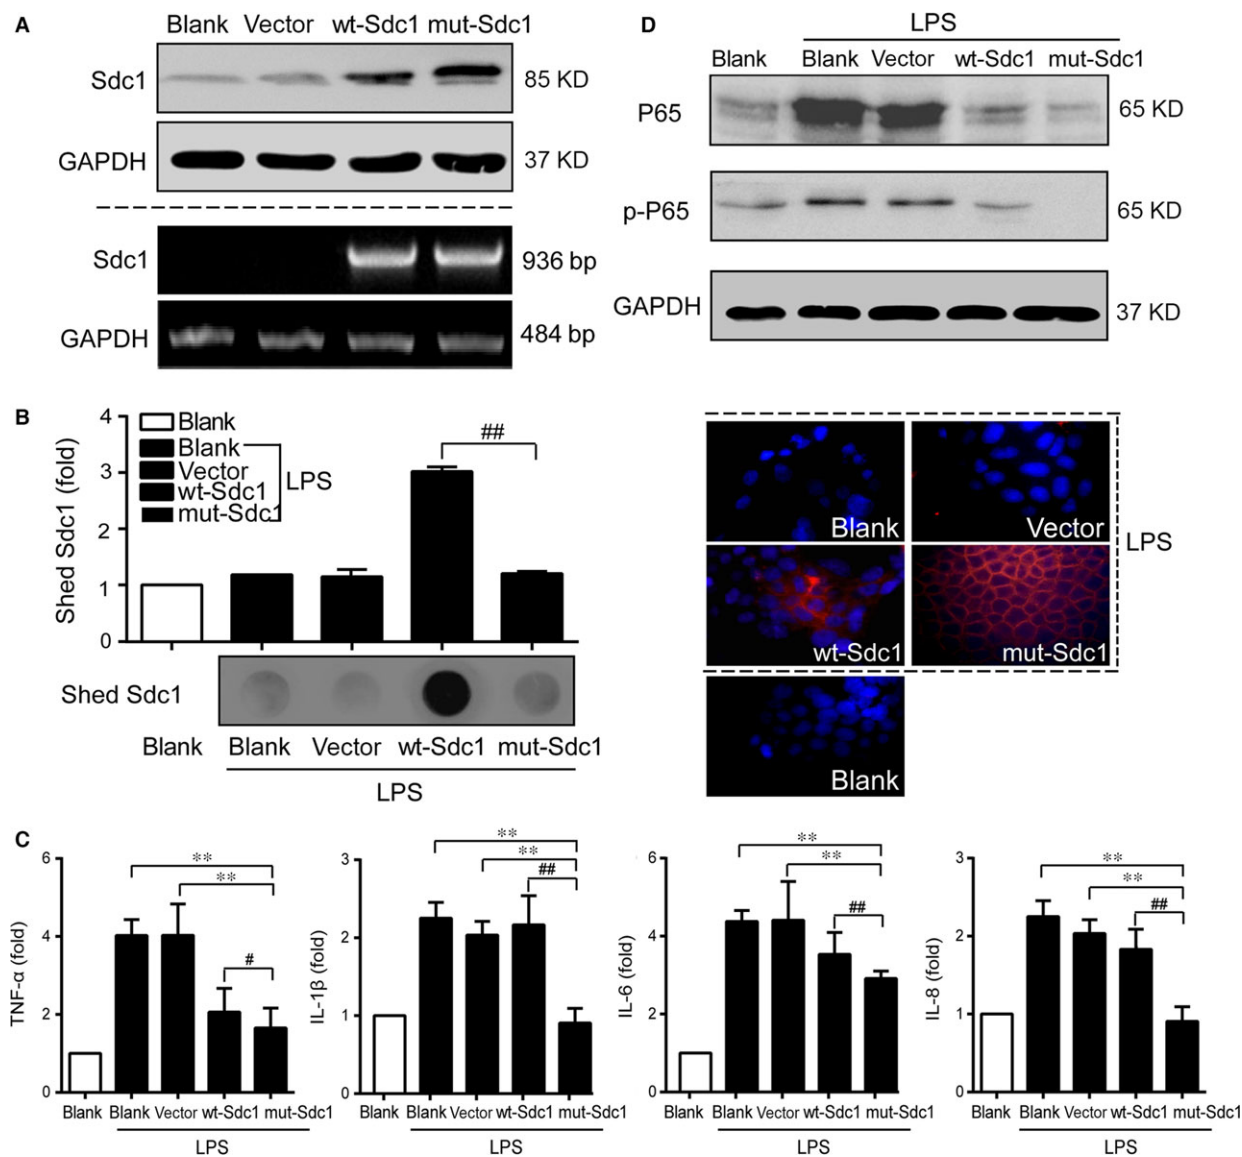 A
Blank Vector wt-Sdc1 mut-Sdc1
Sdc1 85 KD
GAPDH 37 KD
Sdc1 936 bp
GAPDH 484 bp
D
LPS
Blank Blank Vector wt-Sdc1 mut-Sdc1
P65 65 KD
p-P65 65 KD
GAPDH 37 KD
B
Shed Sdc1 (fold)
4
3
2
1
0
Blank
Blank
Vector
wt-Sdc1
mut-Sdc1
LPS
##
Shed Sdc1
Blank Blank Vector wt-Sdc1 mut-Sdc1
LPS
Blank Vector
wt-Sdc1 mut-Sdc1
LPS
Blank
C
TNF-α (fold)
6
4
2
0
**
**
#
Blank Blank Vector wt-Sdc1 mut-Sdc1
LPS
IL-1β (fold)
3
2
1
0
**
**
##
Blank Blank Vector wt-Sdc1 mut-Sdc1
LPS
IL-6 (fold)
6
4
2
0
**
**
##
Blank Blank Vector wt-Sdc1 mut-Sdc1
LPS
IL-8 (fold)
3
2
1
0
**
**
##
Blank Blank Vector wt-Sdc1 mut-Sdc1
LPS